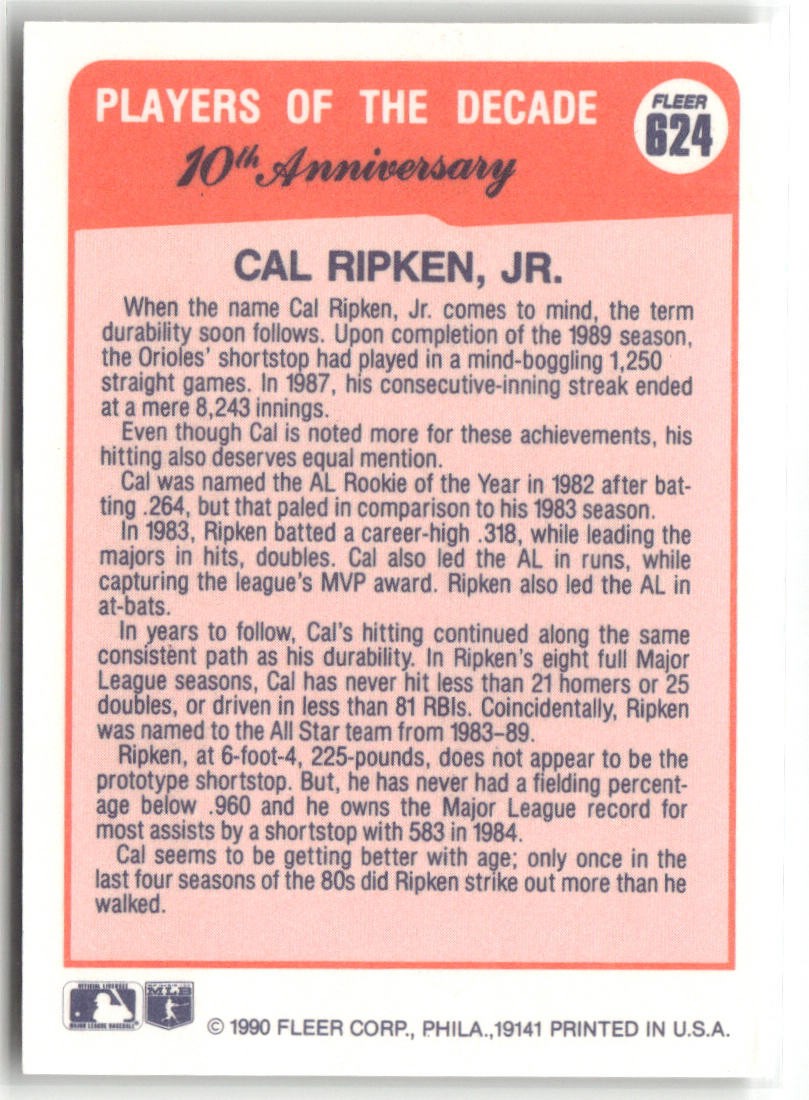 PLAYERS OF THE DECADE
FLEER
624
10th Anniversary
CAL RIPKEN, JR.
When the name Cal Ripken, Jr. comes to mind, the term
durability soon follows. Upon completion of the 1989 season,
the Orioles' shortstop had played in a mind-boggling 1,250
straight games. In 1987, his consecutive-inning streak ended
at a mere 8,243 innings.
Even though Cal is noted more for these achievements, his
hitting also deserves equal mention.
Cal was named the AL Rookie of the Year in 1982 after bat-
ting .264, but that paled in comparison to his 1983 season.
In 1983, Ripken batted a career-high .318, while leading the
majors in hits, doubles. Cal also led the AL in runs, while
capturing the league's MVP award. Ripken also led the AL in
at-bats.
In years to follow, Cal's hitting continued along the same
consistent path as his durability. In Ripken's eight full Major
League seasons, Cal has never hit less than 21 homers or 25
doubles, or driven in less than 81 RBIs. Coincidentally, Ripken
was named to the All Star team from 1983–89.
Ripken, at 6-foot-4, 225-pounds, does not appear to be the
prototype shortstop. But, he has never had a fielding percent-
age below .960 and he owns the Major League record for
most assists by a shortstop with 583 in 1984.
Cal seems to be getting better with age; only once in the
last four seasons of the 80s did Ripken strike out more than he
walked.
OFFICIAL LICENSEE
MAJOR LEAGUE BASEBALL
MLB
© 1990 FLEER CORP., PHILA.,19141 PRINTED IN U.S.A.